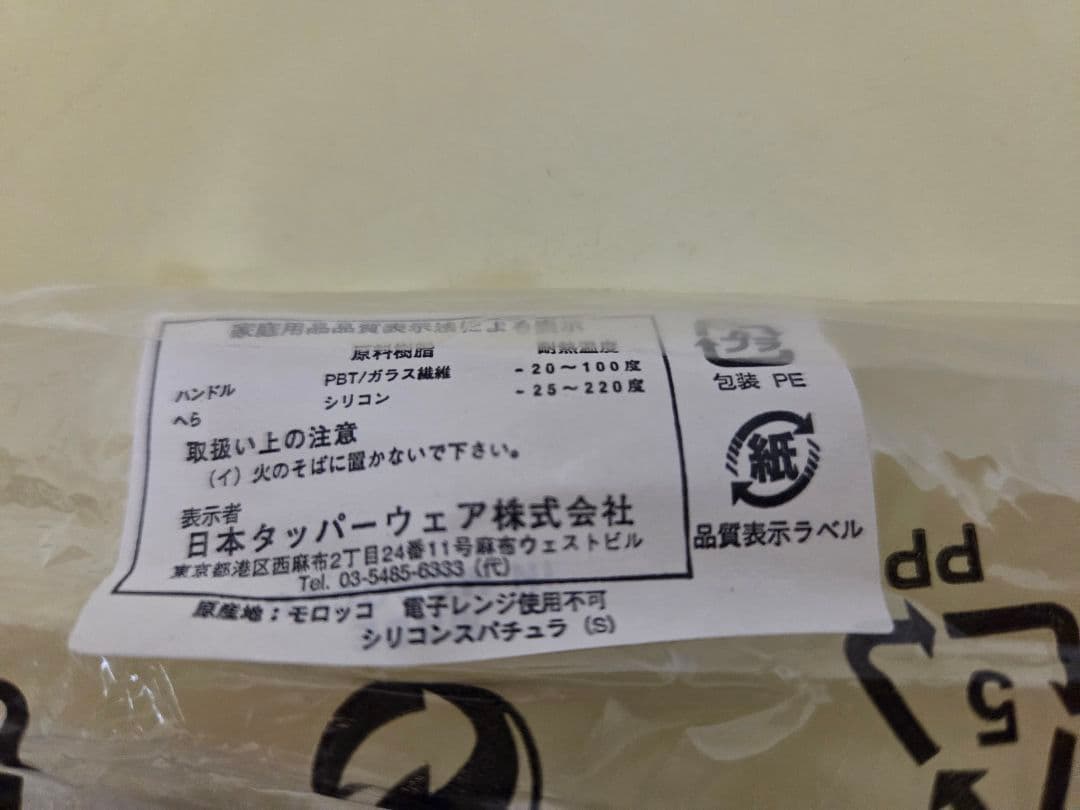 家庭用品品質表示法による表示
原料樹脂 耐熱温度
ハンドル PBT/ガラス繊維 -20～100度
へら シリコン -25～220度
取扱い上の注意
（イ）火のそばに置かないで下さい。
表示者
日本タッパーウェア株式会社
東京都港区西麻布2丁目24番11号麻布ウェストビル
Tel. 03-5485-6333（代）
原産地：モロッコ 電子レンジ使用不可
シリコンスパチュラ（S）
プラ
包装 PE
紙
品質表示ラベル
PP
5